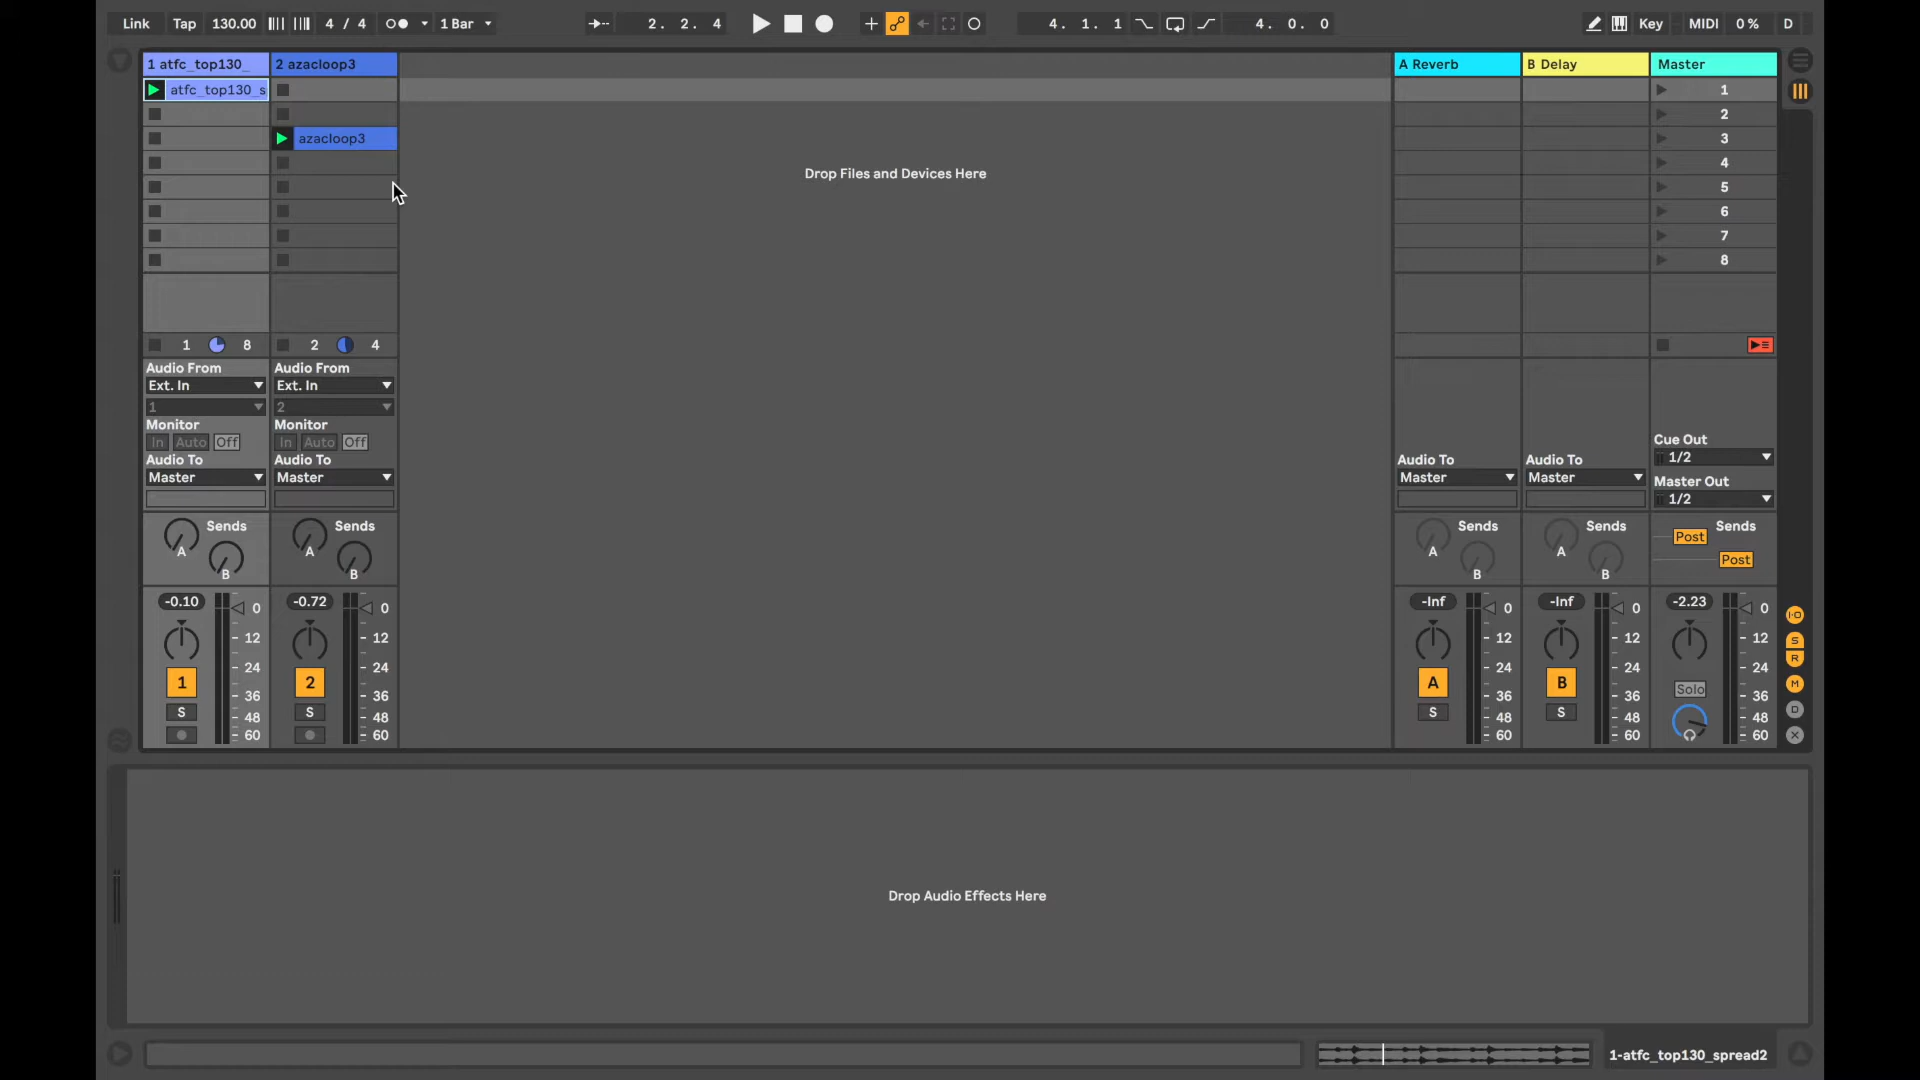 Link Tap 130.00 4 / 4 1 Bar 2. 2. 4 4. 1. 1 4. 0. 0 Key MIDI 0 % D
1 atfc_top130_ 2 azacloop3 A Reverb B Delay Master
atfc_top130_s 1
2
azacloop3 3
Drop Files and Devices Here 4
5
6
7
8
1 8 2 4
Audio From Audio From
Ext. In Ext. In
1 2
Monitor Monitor
In Auto Off In Auto Off Cue Out
1/2
Audio To Audio To Audio To Audio To
Master Master Master Master Master Out
1/2
Sends Sends Sends Sends Sends
A A A A Post
B B B B Post
-0.10 0 -0.72 0 -Inf 0 -Inf 0 -2.23 0
12 12 12 12 12
24 24 24 24 24
1 2 A B Solo
36 36 36 36 36
S S S S
48 48 48 48 48
60 60 60 60 60
I·O
S
R
M
D
X
Drop Audio Effects Here
1-atfc_top130_spread2